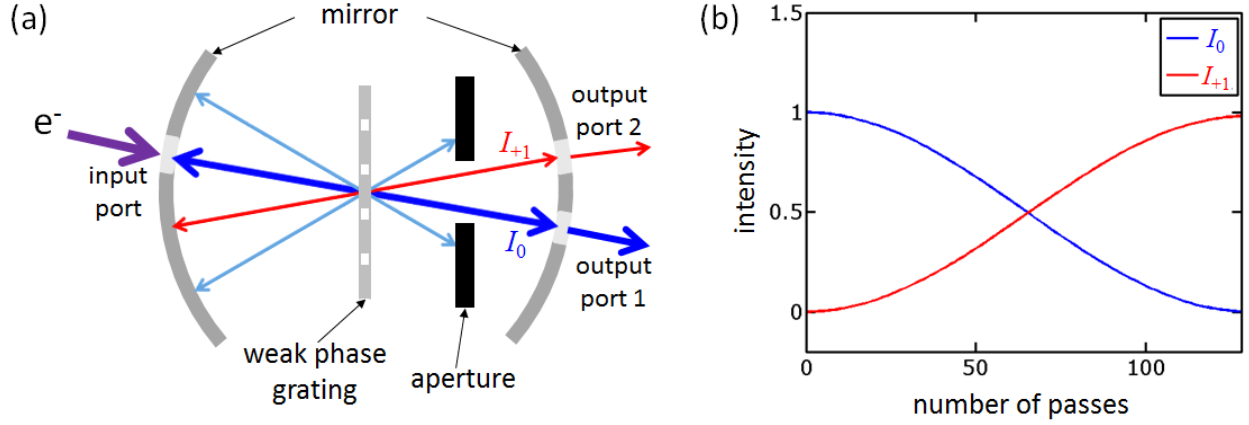 (a)
mirror
e⁻
input
port
I₊₁
output
port 2
I₀
output
port 1
weak phase
grating
aperture
(b)
1.5
1
0.5
0
intensity
I₀
I₊₁
0
50
100
number of passes